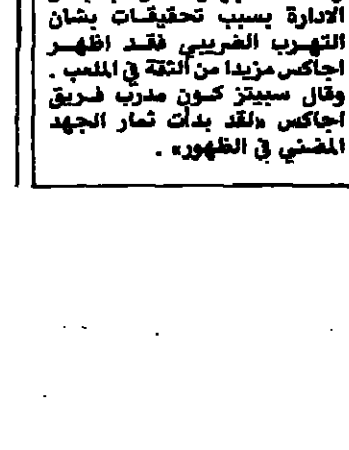 الادارة بسبب تحقيقات بشان
التهرب الضريبي فقد اظهر
اجاكس مزيدا من الثقة في الملعب .
وقال سبيتز كون مدرب فريق
اجاكس «لقد بدأت ثمار الجهد
المضني في الظهور» .